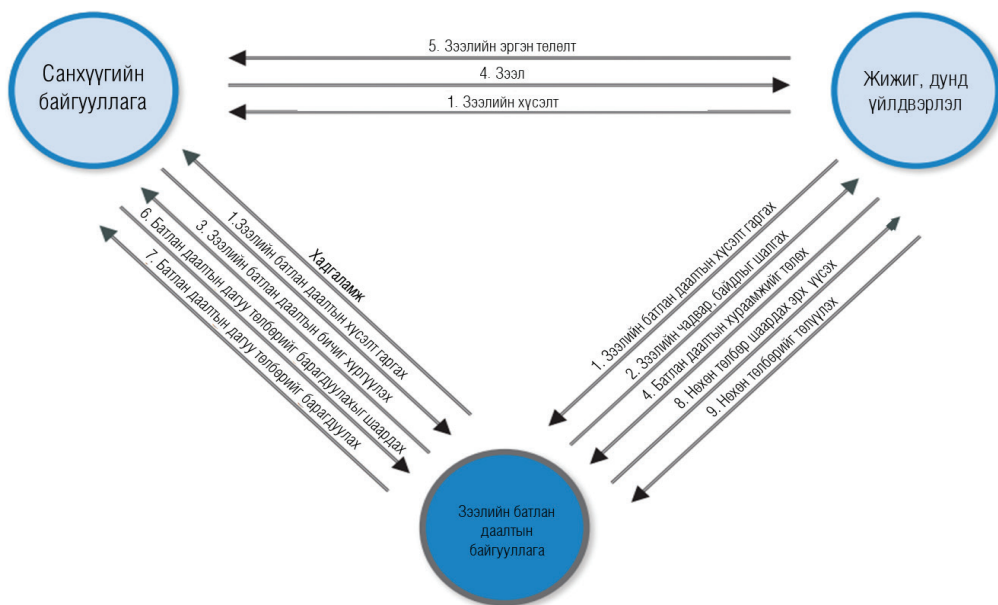 Санхүүгийн
байгууллага
5. Зээлийн эргэн төлөлт
4. Зээл
1. Зээлийн хүсэлт
Жижиг, дунд
үйлдвэрлэл
Хадгаламж
1.Зээлийн батлан даалтын хүсэлт гаргах
3. Зээлийн батлан даалтын бичиг хүргүүлэх
6. Батлан даалтын дагуу төлбөрийг барагдуулахыг шаардах
7. Батлан даалтын дагуу төлбөрийг барагдуулах
1. Зээлийн батлан даалтын хүсэлт гаргах
2. Зээлийн чадвар, байдлыг шалгах
4. Батлан даалтын хураамжийг төлөх
8. Нөхөн төлбөр шаардах эрх үүсэх
9. Нөхөн төлбөрийг төлүүлэх
Зээлийн батлан
даалтын
байгууллага